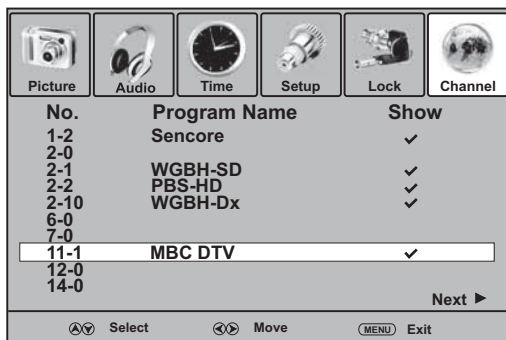 Picture Audio Time Setup Lock Channel
No. Program Name Show
1-2 Sencore ✓
2-0
2-1 WGBH-SD ✓
2-2 PBS-HD ✓
2-10 WGBH-Dx ✓
6-0
7-0
11-1 MBC DTV ✓
12-0
14-0
Next ►
Select Move MENU Exit